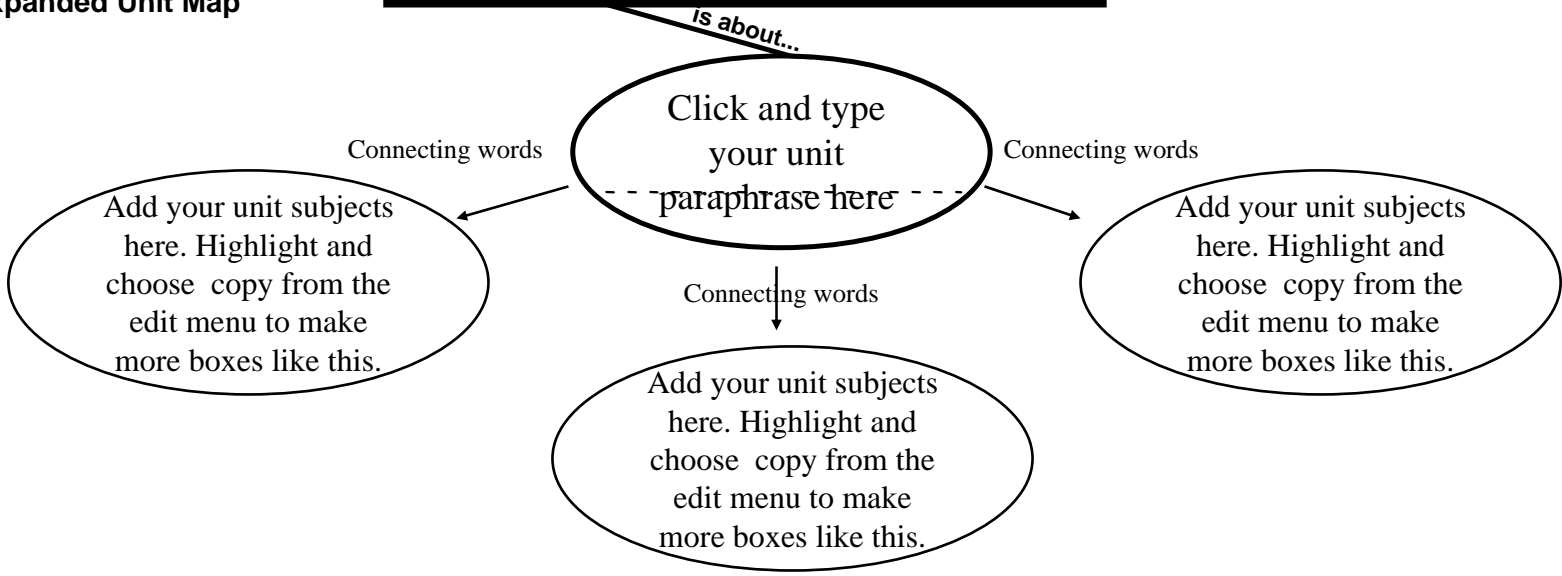 is about...
Click and type
your unit
paraphrase here
Connecting words
Connecting words
Add your unit subjects
here. Highlight and
choose copy from the
edit menu to make
more boxes like this.
Connecting words
Add your unit subjects
here. Highlight and
choose copy from the
edit menu to make
more boxes like this.
Add your unit subjects
here. Highlight and
choose copy from the
edit menu to make
more boxes like this.
Unit Map